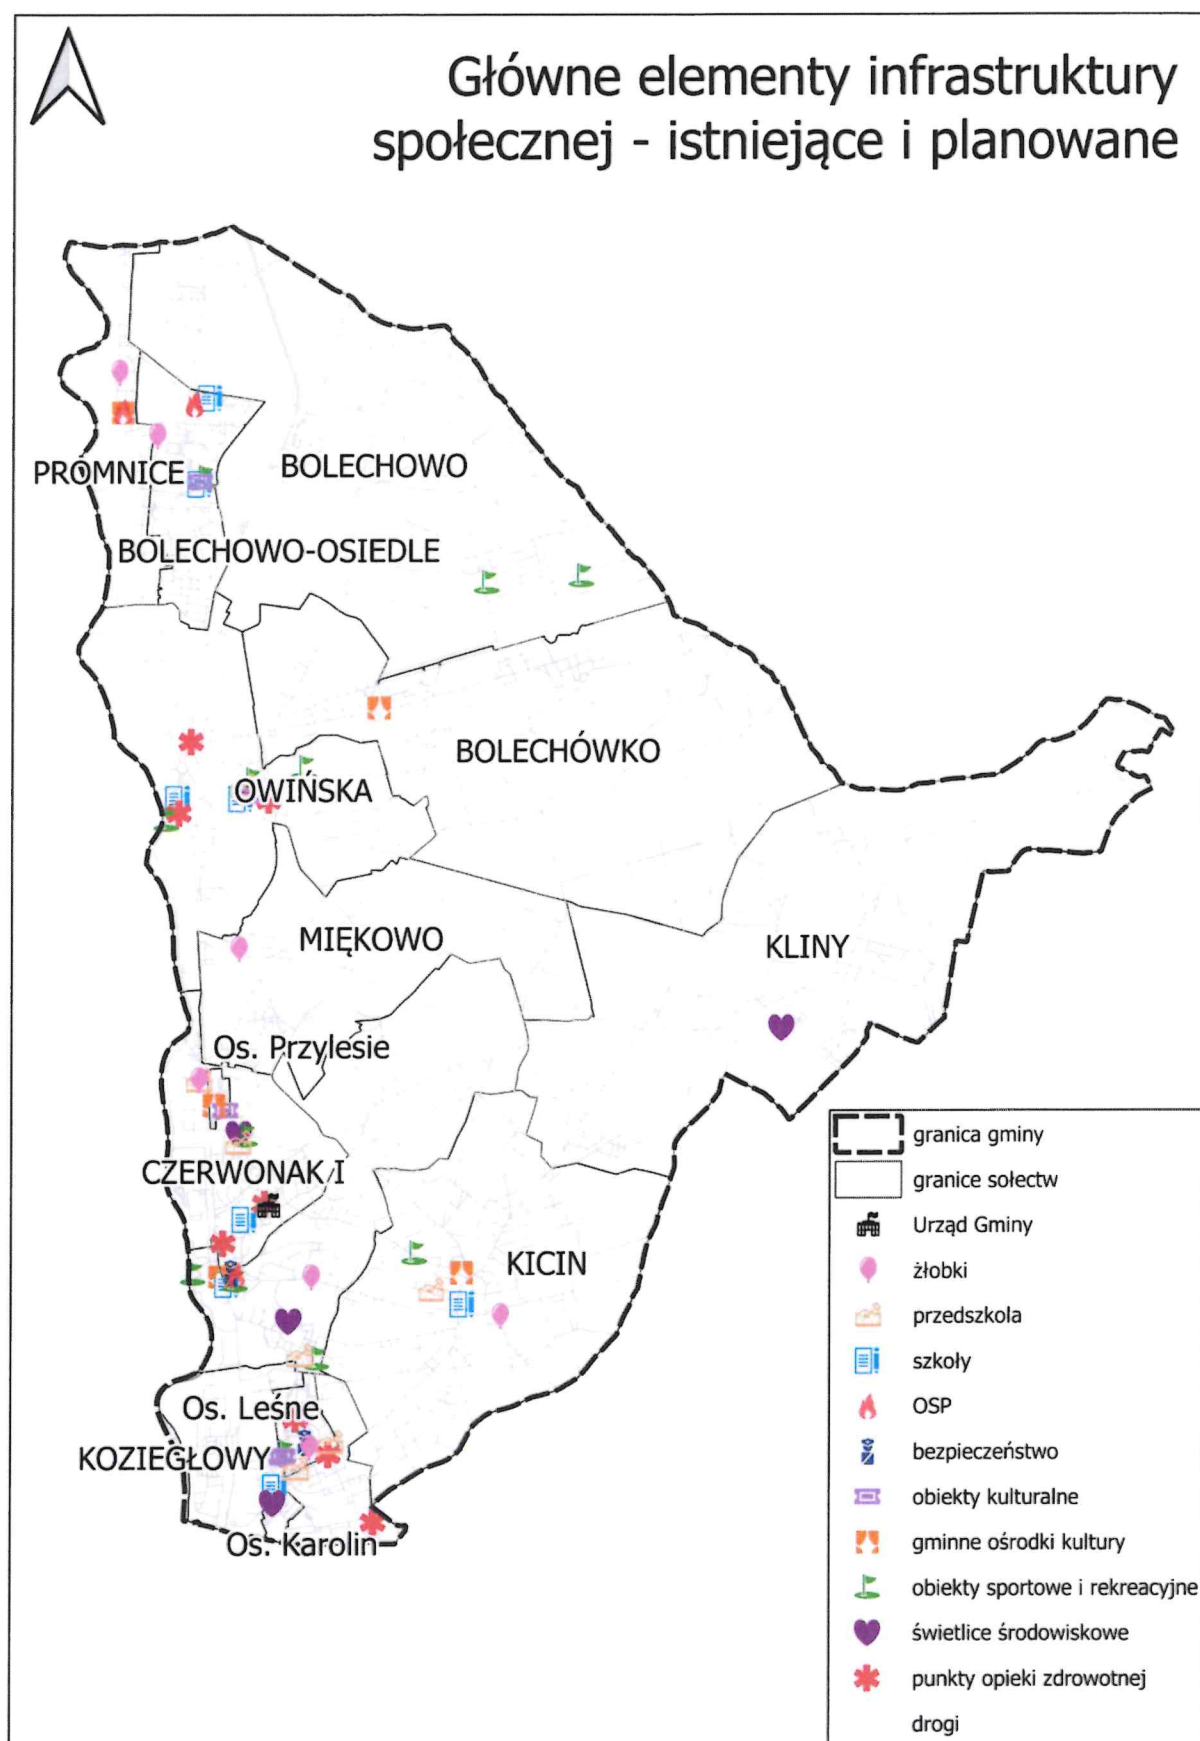 Główne elementy infrastruktury
społecznej - istniejące i planowane
PROMNICE
BOLECHOWO
BOLECHOWO-OSIEDLE
BOLECHÓWKO
OWIŃSKA
MIĘKOWO
KLINY
Os. Przylesie
CZERWONAK I
KICIN
Os. Leśne
KOZIEGŁOWY
Os. Karolin
granica gminy
granice sołectw
Urząd Gminy
żłobki
przedszkola
szkoły
OSP
bezpieczeństwo
obiekty kulturalne
gminne ośrodki kultury
obiekty sportowe i rekreacyjne
świetlice środowiskowe
punkty opieki zdrowotnej
drogi